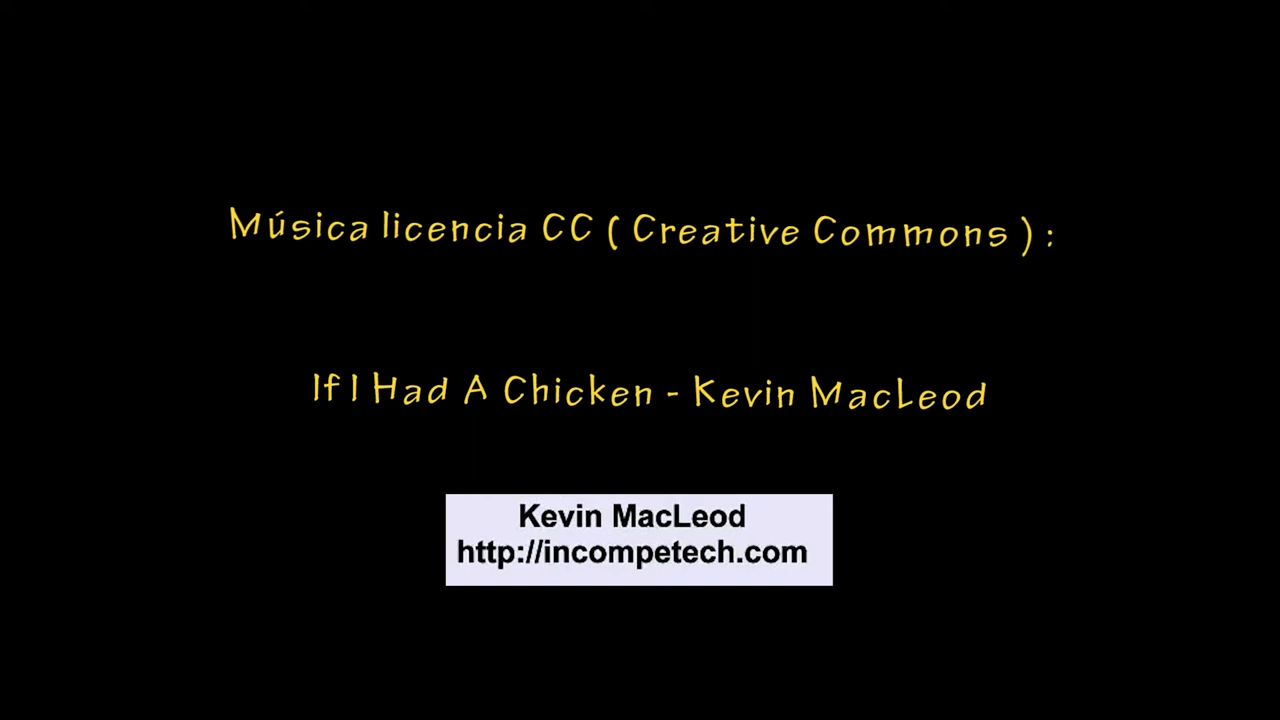 Música licencia CC ( Creative Commons ) :
If I Had A Chicken - Kevin MacLeod
Kevin MacLeod
http://incompetech.com